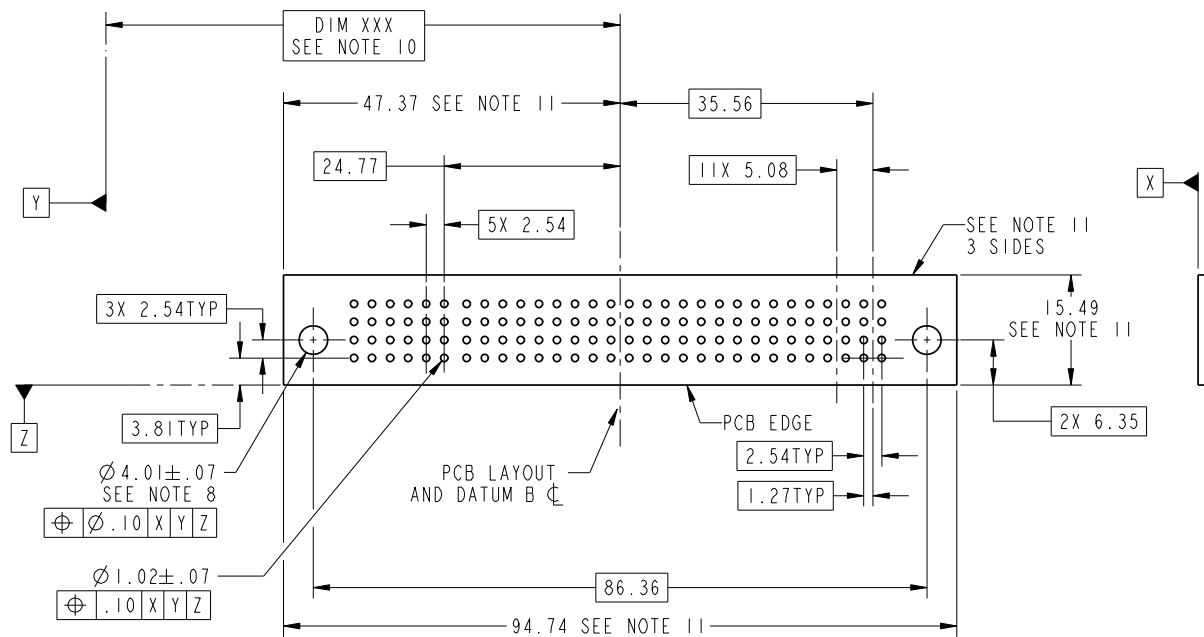 DIM XXX
SEE NOTE 10
47.37 SEE NOTE 11
35.56
24.77
11X 5.08
Y
X
5X 2.54
SEE NOTE 11
3 SIDES
3X 2.54TYP
15.49
SEE NOTE 11
Z
3.81TYP
PCB EDGE
2X 6.35
2.54TYP
Ø4.01±.07
SEE NOTE 8
⌖ Ø.10 X Y Z
PCB LAYOUT
AND DATUM B ℄
1.27TYP
Ø1.02±.07
⌖ .10 X Y Z
86.36
94.74 SEE NOTE 11